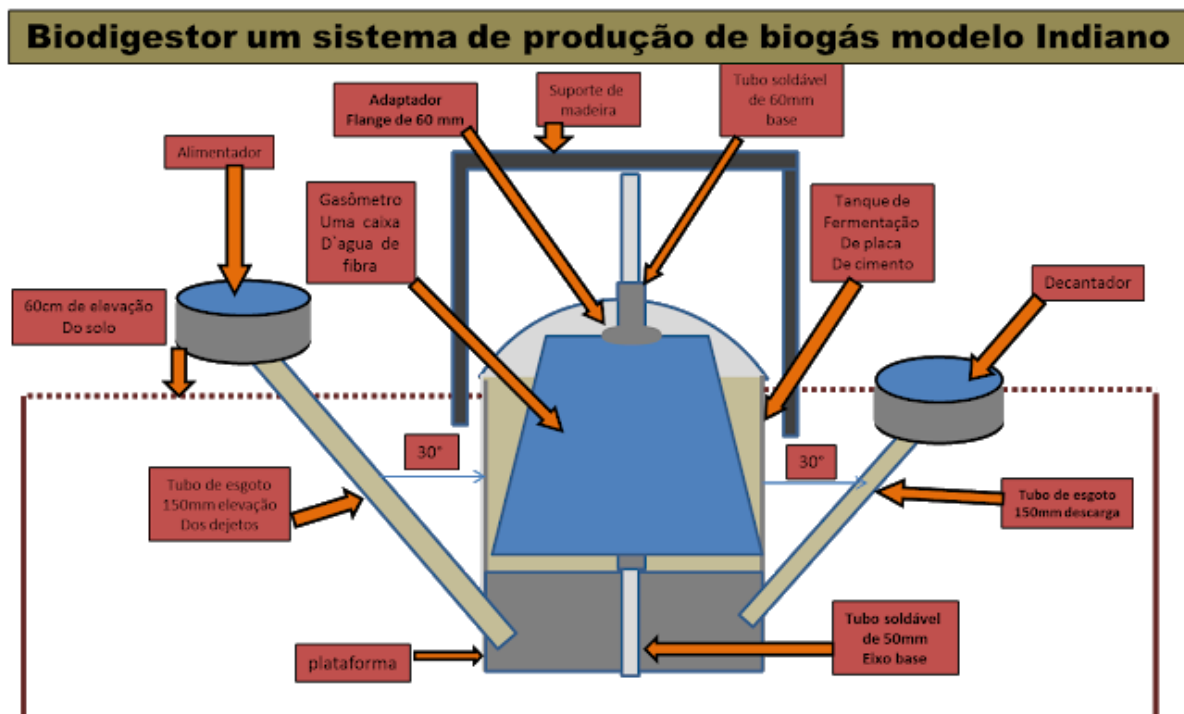 Biodigestor um sistema de produção de biogás modelo Indiano
Alimentador
Adaptador
Flange de 60 mm
Suporte de
madeira
Tubo soldável
de 60mm
base
Gasômetro
Uma caixa
D`agua de
fibra
Tanque de
Fermentação
De placa
De cimento
Decantador
60cm de elevação
Do solo
30°
30°
Tubo de esgoto
150mm elevação
Dos dejetos
Tubo de esgoto
150mm descarga
plataforma
Tubo soldável
de 50mm
Eixo base